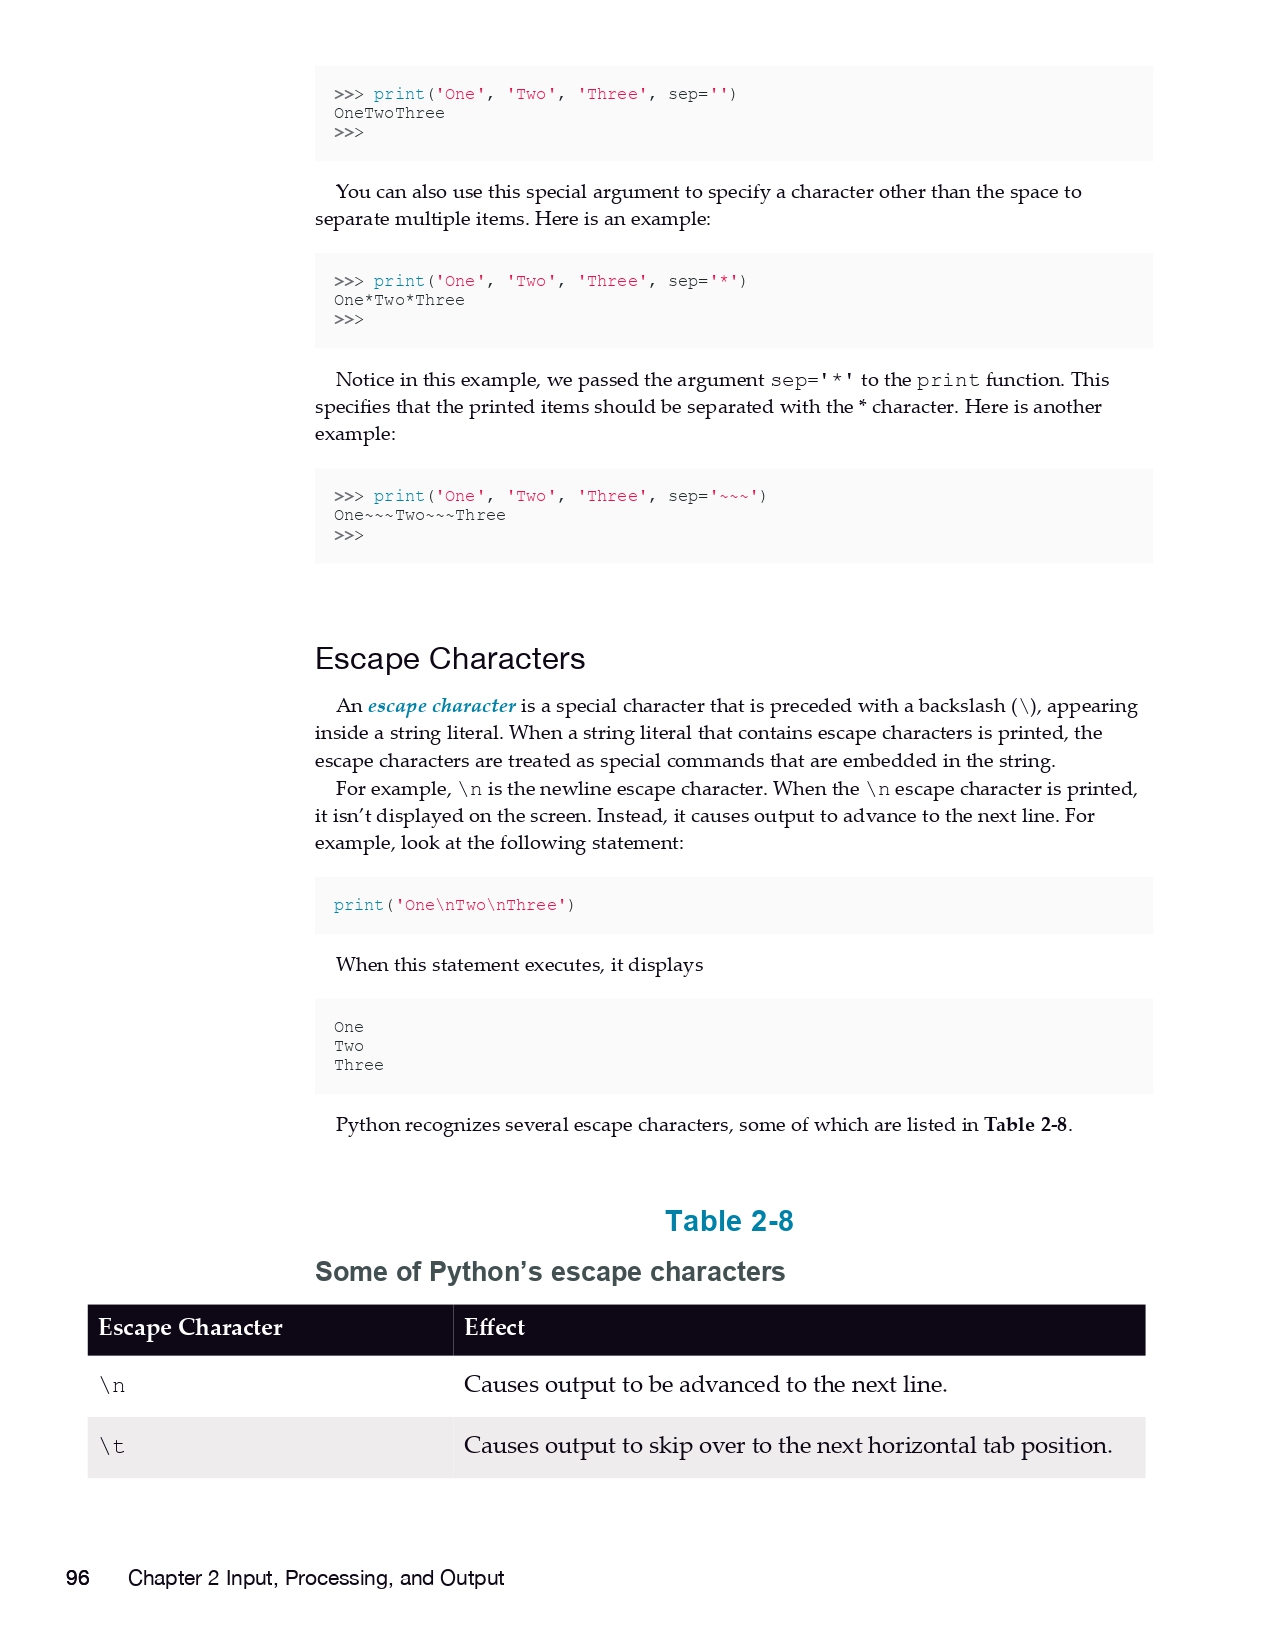 >>> print('One', 'Two', 'Three', sep='')
OneTwoThree
>>>
You can also use this special argument to specify a character other than the space to
separate multiple items. Here is an example:
>>> print('One', 'Two', 'Three', sep='*')
One*Two*Three
>>>
Notice in this example, we passed the argument sep='*' to the print function. This
specifies that the printed items should be separated with the * character. Here is another
example:
>>> print('One', 'Two', 'Three', sep='~~~')
One~~~Two~~~Three
>>>
Escape Characters
An escape character is a special character that is preceded with a backslash (\), appearing
inside a string literal. When a string literal that contains escape characters is printed, the
escape characters are treated as special commands that are embedded in the string.
For example, \n is the newline escape character. When the \n escape character is printed,
it isn’t displayed on the screen. Instead, it causes output to advance to the next line. For
example, look at the following statement:
print('One\nTwo\nThree')
When this statement executes, it displays
One
Two
Three
Python recognizes several escape characters, some of which are listed in Table 2-8.
Table 2-8
Some of Python’s escape characters
Escape Character Effect
\n Causes output to be advanced to the next line.
\t Causes output to skip over to the next horizontal tab position.
96 Chapter 2 Input, Processing, and Output